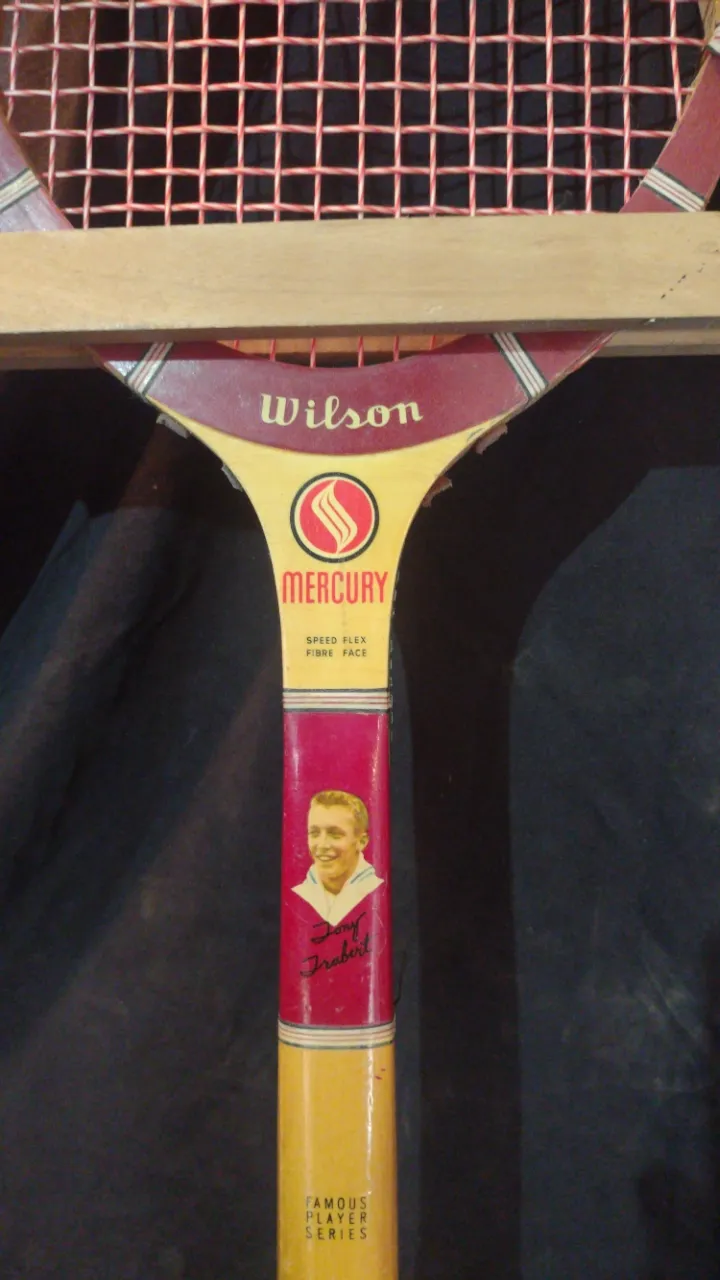 Wilson
MERCURY
SPEED FLEX
FIBRE FACE
Tony
Trabert
FAMOUS
PLAYER
SERIES